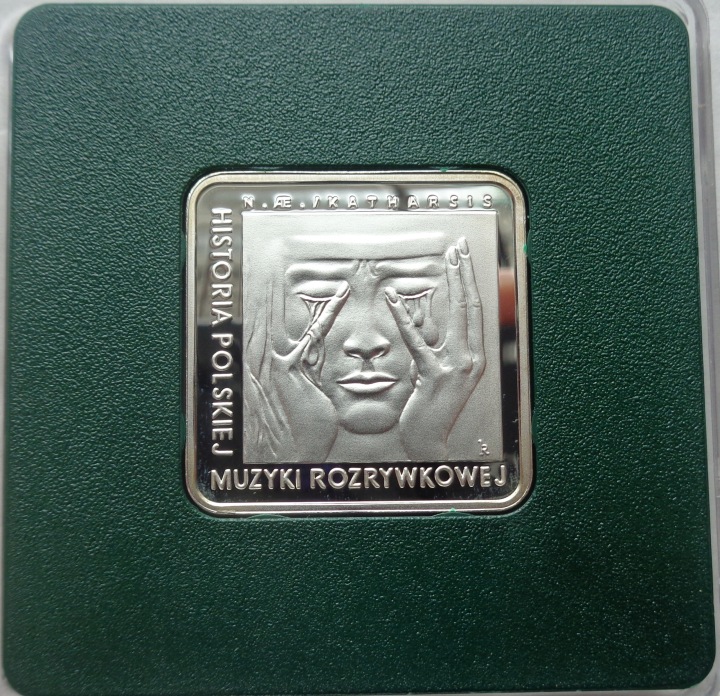 N.Æ./KATHARSIS
HISTORIA POLSKIEJ
MUZYKI ROZRYWKOWEJ